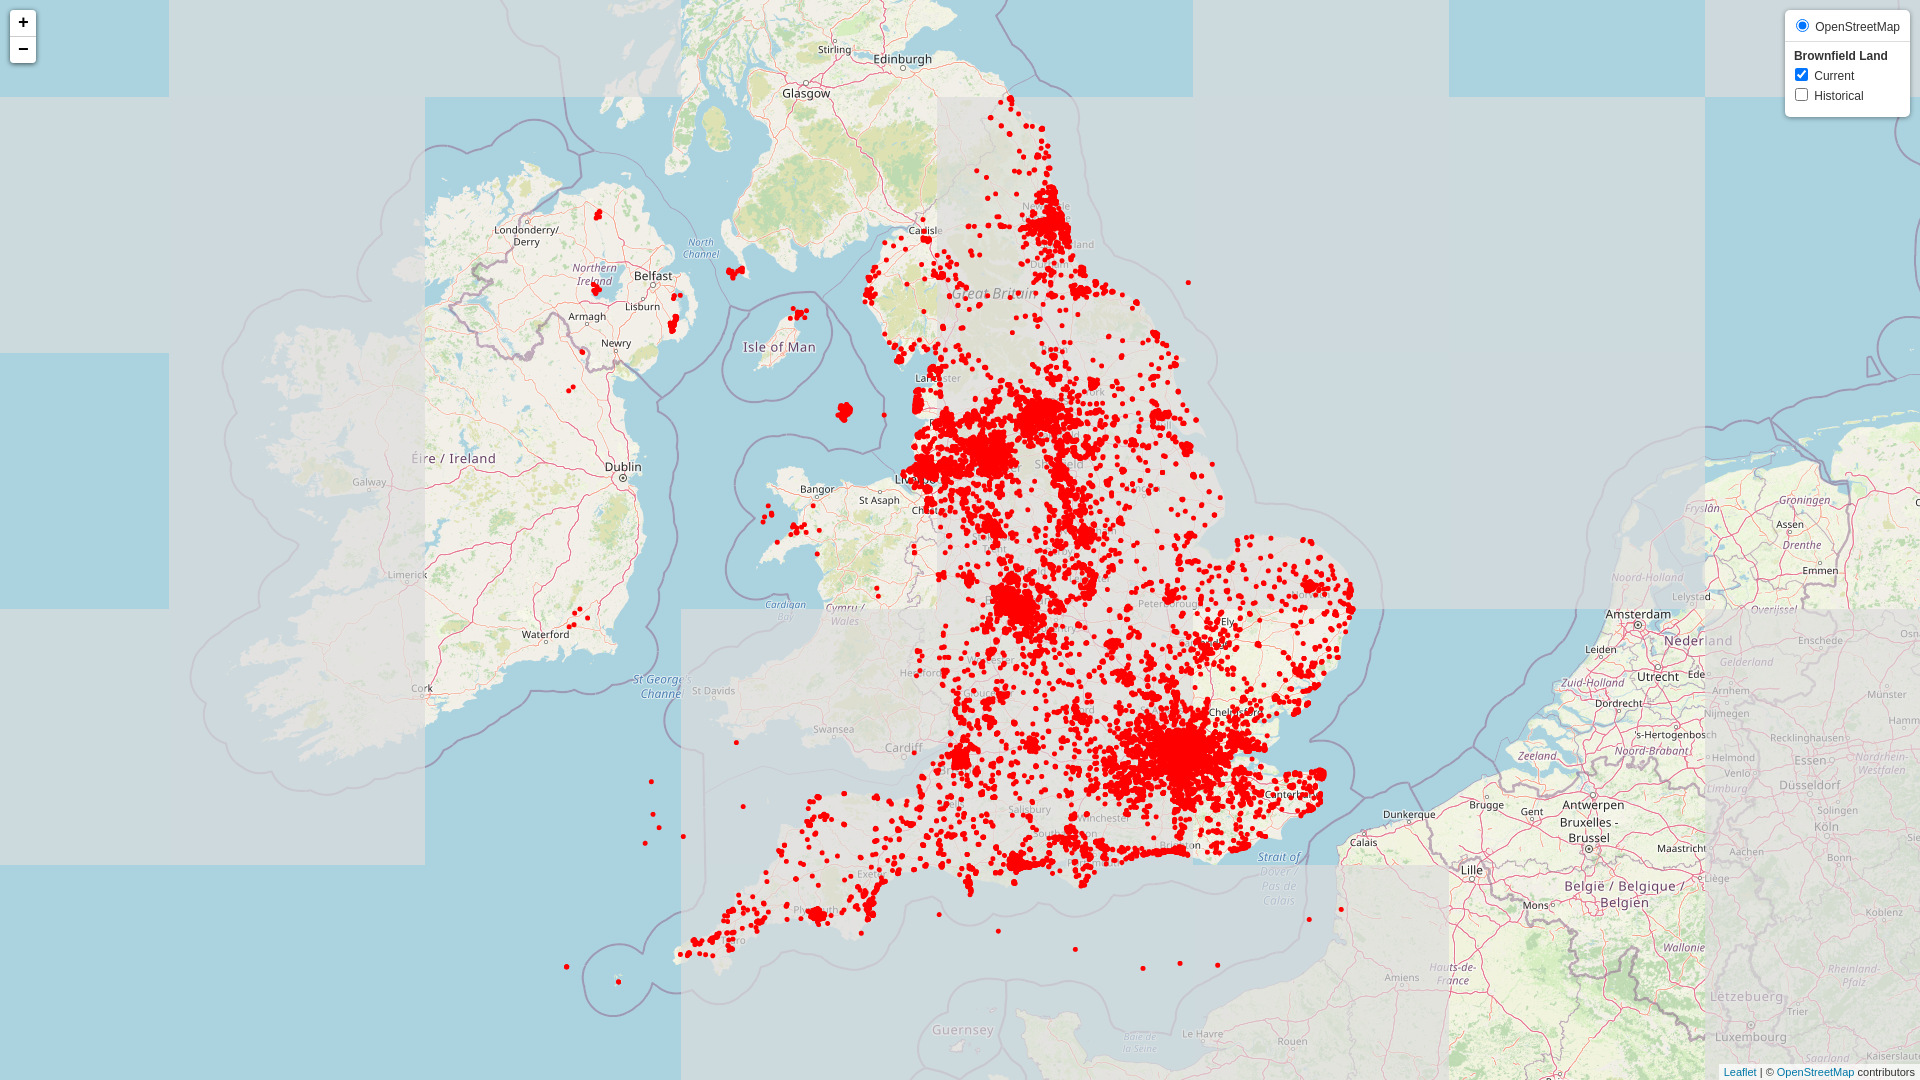 +
−
OpenStreetMap
Brownfield Land
Current
Historical
Stirling
Edinburgh
Glasgow
Londonderry/
Derry
North
Channel
Northern
Ireland
Belfast
Lisburn
Armagh
Newry
Isle of Man
Great Britain
Carlisle
Éire / Ireland
Dublin
Galway
Limerick
Waterford
Cork
Bangor
St Asaph
Cardigan
Bay
Cymru /
Wales
St George's
Channel
St Davids
Swansea
Cardiff
Peterborough
Ely
Chelmsford
Canterbury
Salisbury
Winchester
Southampton
Portsmouth
Brighton
Exeter
Plymouth
Truro
Strait of
Dover /
Pas de
Calais
Guernsey
Baie de
la Seine
Le Havre
Rouen
Amiens
Hauts-de-
France
Calais
Dunkerque
Lille
Brugge
Gent
Antwerpen
Bruxelles -
Brussel
Maastricht
België / Belgique /
Belgien
Mons
Wallonie
Liège
Zeeland
's-Hertogenbosch
Noord-Brabant
Dordrecht
Zuid-Holland
Utrecht
Ede
Leiden
Nederland
Amsterdam
Noord-Holland
Lelystad
Fryslân
Groningen
Assen
Drenthe
Emmen
Overijssel
Enschede
Gelderland
Arnhem
Nijmegen
Münster
Recklinghausen
Helmond
Venlo
Essen
Nordrhein-
Westfalen
Limburg
Düsseldorf
Solingen
Köln
Aachen
Bonn
Koblenz
Rheinland-
Pfalz
Lëtzebuerg
Trier
Luxembourg
Saarland
Kaiserslaute
Leaflet | © OpenStreetMap contributors